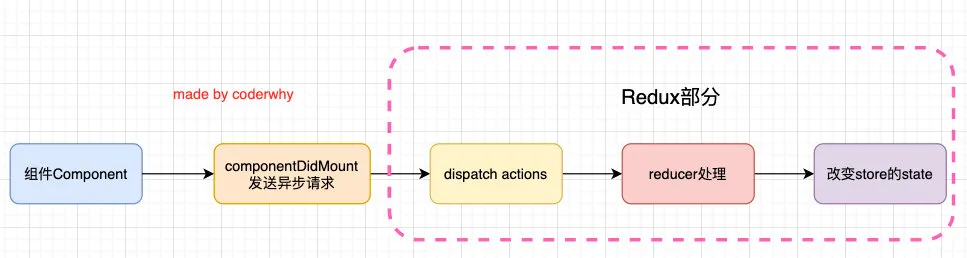 made by coderwhy
Redux部分
组件Component
componentDidMount
发送异步请求
dispatch actions
reducer处理
改变store的state